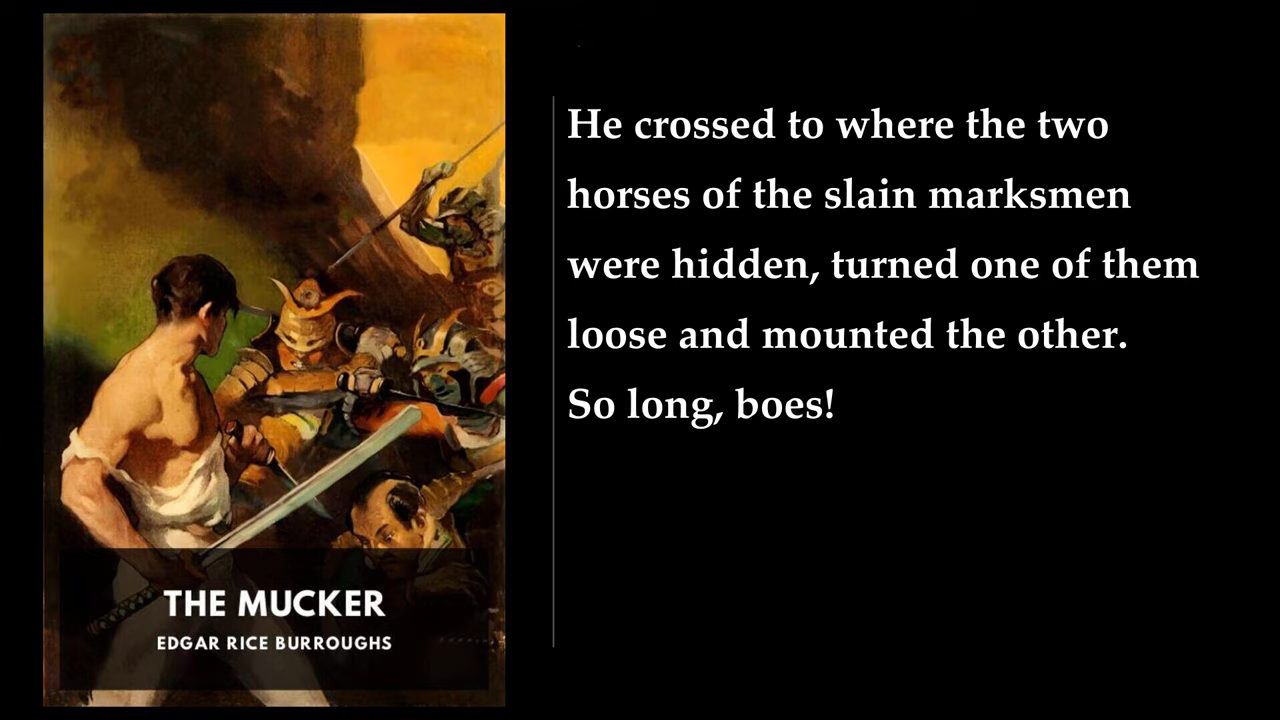 He crossed to where the two
horses of the slain marksmen
were hidden, turned one of them
loose and mounted the other.
So long, boes!
THE MUCKER
EDGAR RICE BURROUGHS